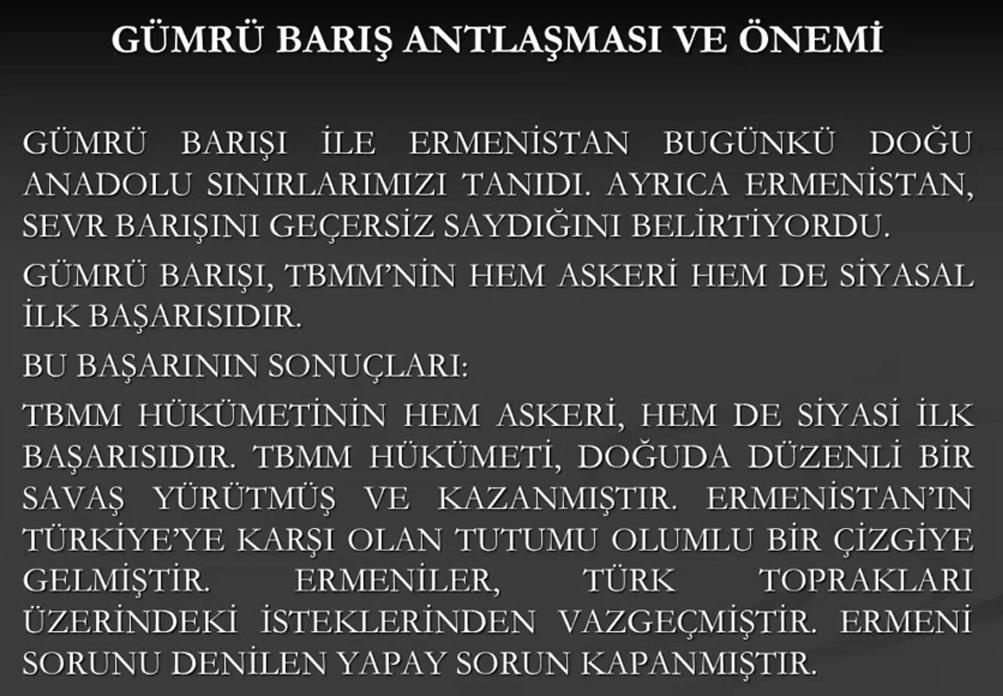 GÜMRÜ BARIŞ ANTLAŞMASI VE ÖNEMİ
GÜMRÜ BARIŞI İLE ERMENİSTAN BUGÜNKÜ DOĞU
ANADOLU SINIRLARIMIZI TANIDI. AYRICA ERMENİSTAN,
SEVR BARIŞINI GEÇERSİZ SAYDIĞINI BELİRTİYORDU.
GÜMRÜ BARIŞI, TBMM'NİN HEM ASKERİ HEM DE SİYASAL
İLK BAŞARISIDIR.
BU BAŞARININ SONUÇLARI:
TBMM HÜKÜMETİNİN HEM ASKERİ, HEM DE SİYASİ İLK
BAŞARISIDIR. TBMM HÜKÜMETİ, DOĞUDA DÜZENLİ BİR
SAVAŞ YÜRÜTMÜŞ VE KAZANMIŞTIR. ERMENİSTAN'IN
TÜRKİYE'YE KARŞI OLAN TUTUMU OLUMLU BİR ÇİZGİYE
GELMİŞTİR. ERMENİLER, TÜRK TOPRAKLARI
ÜZERİNDEKİ İSTEKLERİNDEN VAZGEÇMİŞTİR. ERMENİ
SORUNU DENİLEN YAPAY SORUN KAPANMIŞTIR.